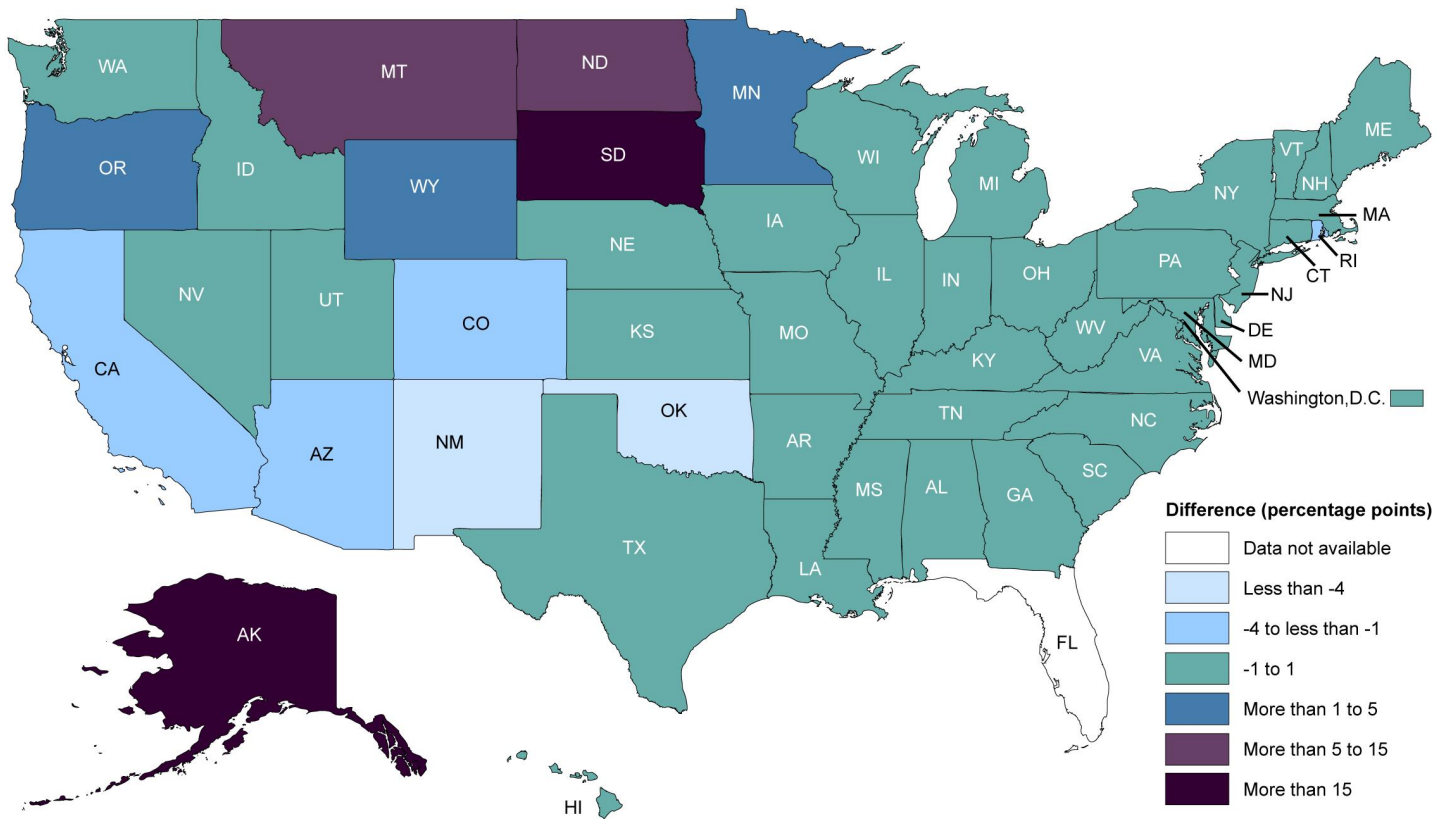 WA
MT
ND
MN
ME
VT
NH
OR
ID
SD
WI
WY
MI
NY
MA
IA
NE
RI
PA
CT
IL
IN
OH
NJ
NV
UT
CO
KS
MO
WV
DE
KY
VA
MD
CA
Washington,D.C.
OK
TN
NC
AZ
NM
AR
SC
MS
AL
GA
TX
LA
Difference (percentage points)
Data not available
Less than -4
-4 to less than -1
AK
FL
-1 to 1
More than 1 to 5
More than 5 to 15
More than 15
HI